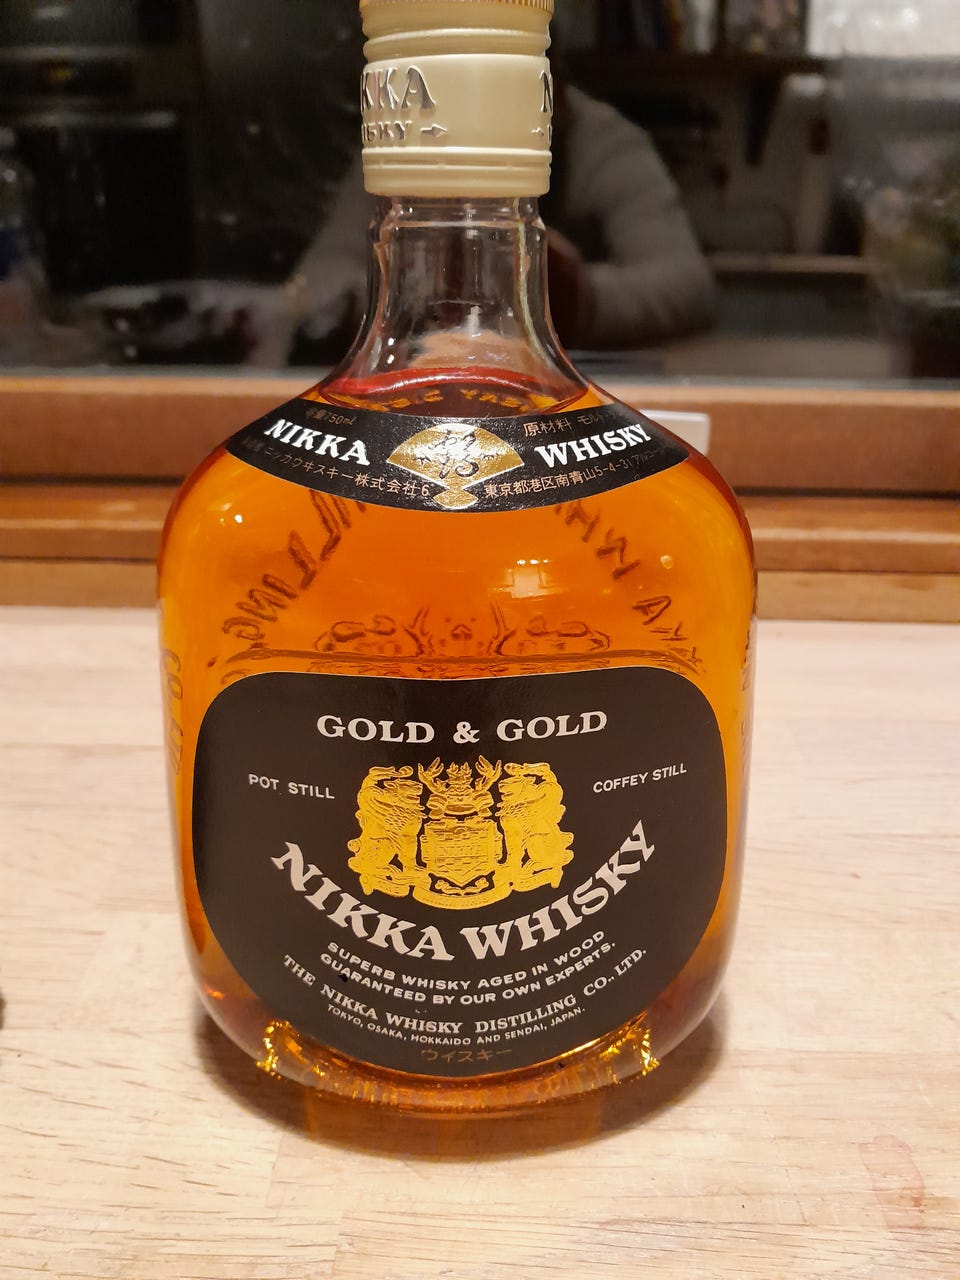 NIKKA
WHISKY
容量750ml
原材料 モルト
NIKKA
WHISKY
ニッカウヰスキー株式会社6
東京都港区南青山5-4-31
GOLD & GOLD
POT STILL
COFFEY STILL
NIKKA WHISKY
SUPERB WHISKY AGED IN WOOD
GUARANTEED BY OUR OWN EXPERTS.
THE NIKKA WHISKY DISTILLING CO., LTD.
TOKYO, OSAKA, HOKKAIDO AND SENDAI, JAPAN.
ウイスキー